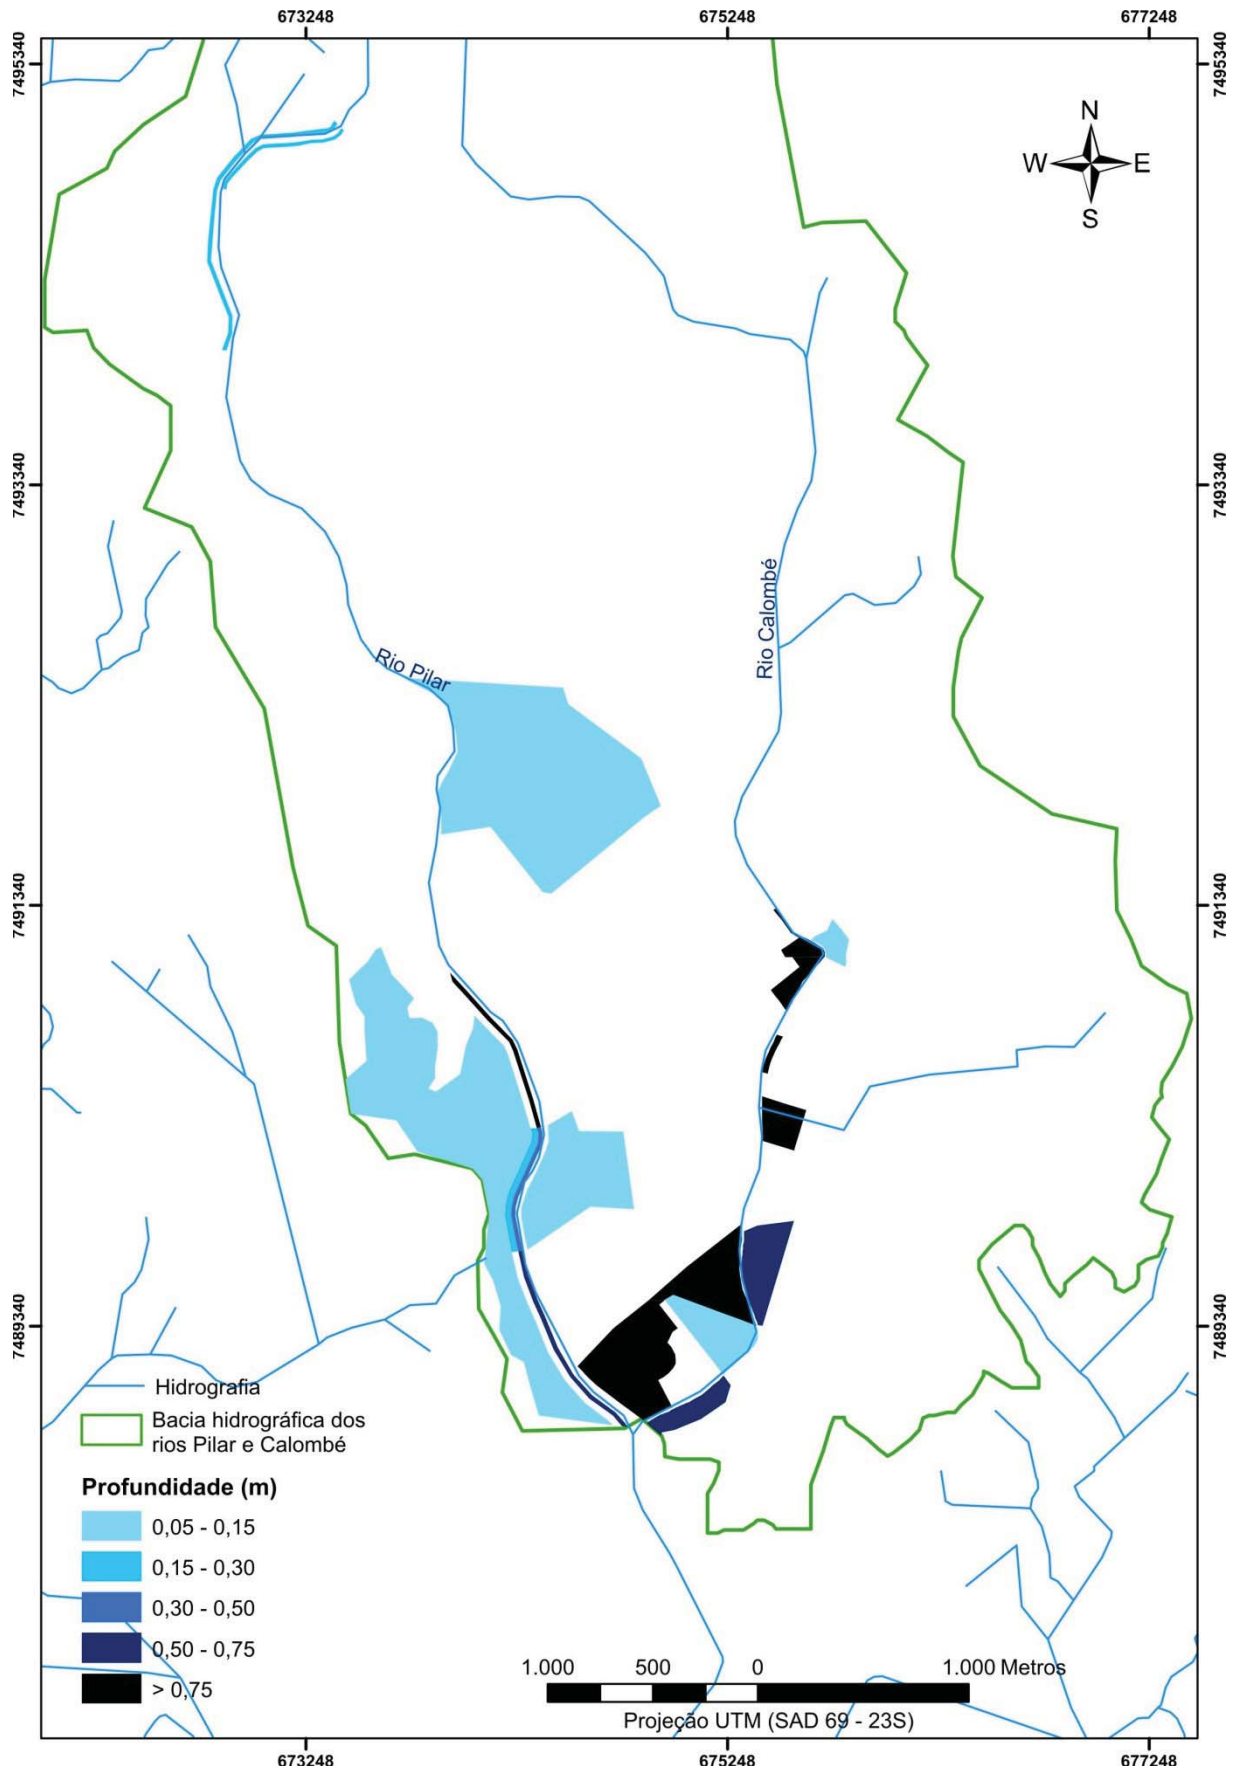 673248
675248
677248
7495340
7495340
N
W
E
S
7493340
7493340
Rio Calombé
Rio Pilar
7491340
7491340
7489340
7489340
Hidrografia
Bacia hidrográfica dos
rios Pilar e Calombé
Profundidade (m)
0,05 - 0,15
0,15 - 0,30
0,30 - 0,50
0,50 - 0,75
> 0,75
1.000 500 0 1.000 Metros
Projeção UTM (SAD 69 - 23S)
673248
675248
677248